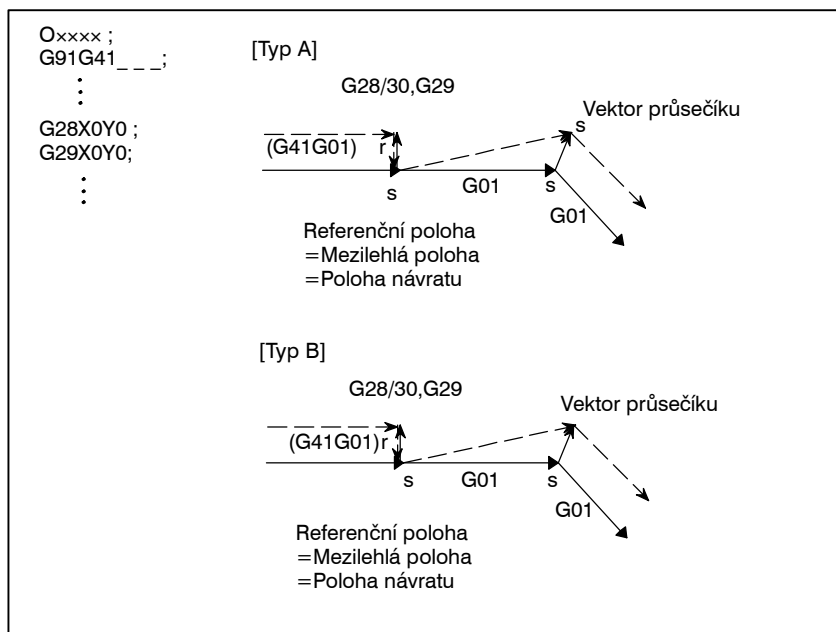 O×××× ;
G91G41_ _ _;
G28X0Y0 ;
G29X0Y0;
[Typ A]
G28/30,G29
Vektor průsečíku
s
(G41G01)
r
s
G01
s
G01
Referenční poloha
=Mezilehlá poloha
=Poloha návratu
[Typ B]
G28/30,G29
Vektor průsečíku
(G41G01)r
s
G01
s
G01
Referenční poloha
=Mezilehlá poloha
=Poloha návratu